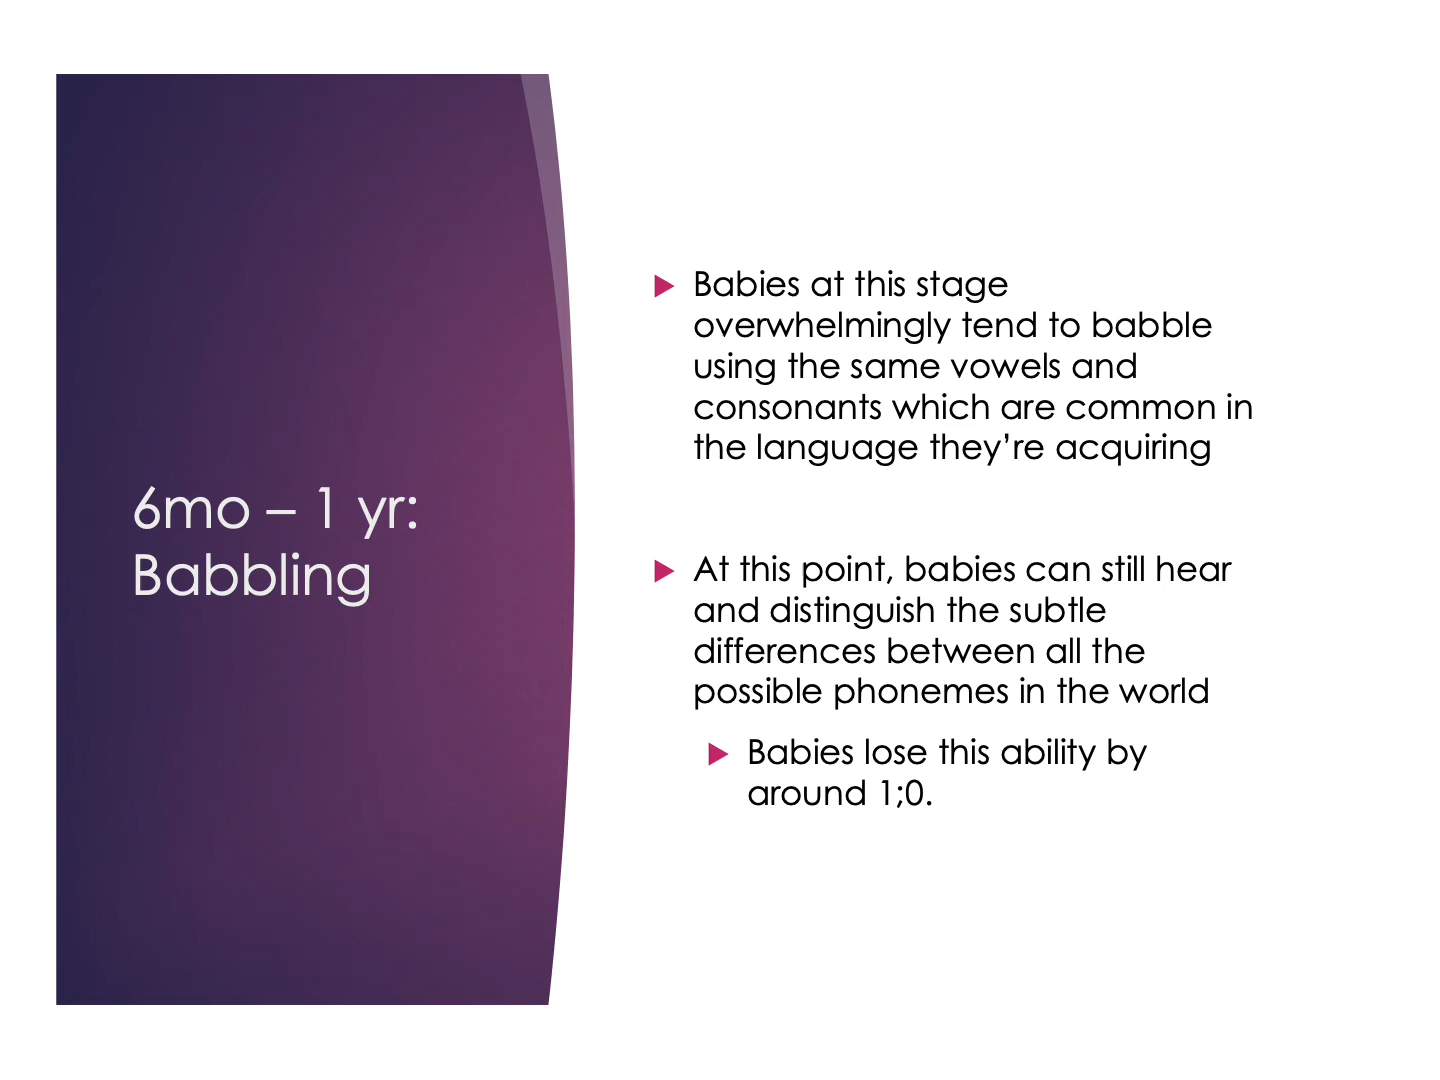 6mo – 1 yr:
Babbling
Babies at this stage
overwhelmingly tend to babble
using the same vowels and
consonants which are common in
the language they’re acquiring
At this point, babies can still hear
and distinguish the subtle
differences between all the
possible phonemes in the world
Babies lose this ability by
around 1;0.